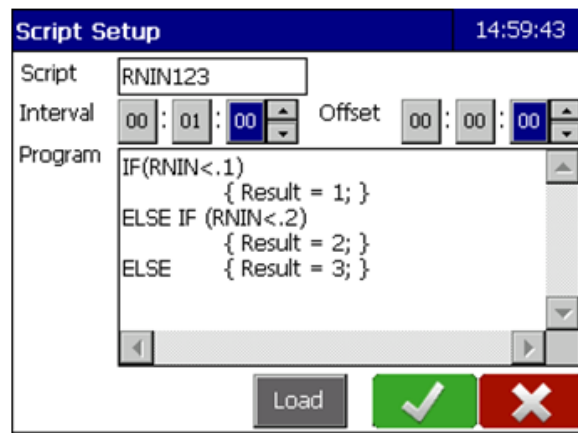 Script Setup 14:59:43
Script RNIN123
Interval 00 : 01 : 00 Offset 00 : 00 : 00
Program
IF(RNIN<.1)
{ Result = 1; }
ELSE IF (RNIN<.2)
{ Result = 2; }
ELSE { Result = 3; }
Load